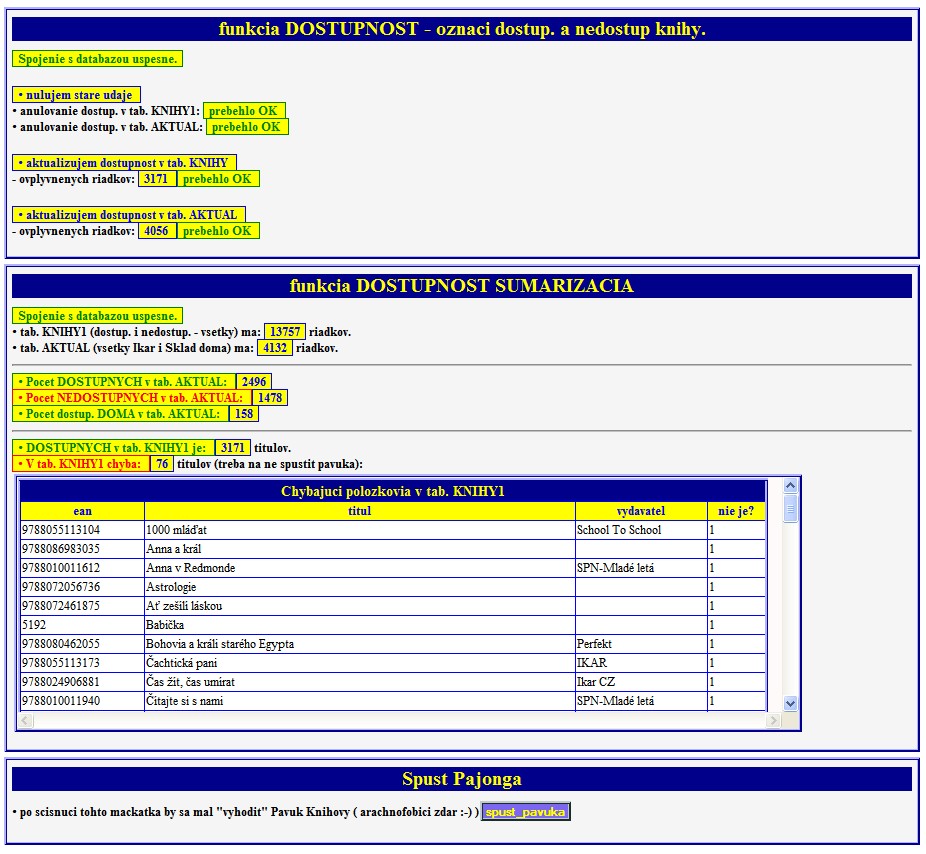 funkcia DOSTUPNOST - oznaci dostup. a nedostup knihy.
Spojenie s databazou uspesne.
• nulujem stare udaje
• anulovanie dostup. v tab. KNIHY1: prebehlo OK
• anulovanie dostup. v tab. AKTUAL: prebehlo OK
• aktualizujem dostupnost v tab. KNIHY
- ovplyvnenych riadkov: 3171 prebehlo OK
• aktualizujem dostupnost v tab. AKTUAL
- ovplyvnenych riadkov: 4056 prebehlo OK
funkcia DOSTUPNOST SUMARIZACIA
Spojenie s databazou uspesne.
• tab. KNIHY1 (dostup. i nedostup. - vsetky) ma: 13757 riadkov.
• tab. AKTUAL (vsetky Ikar i Sklad doma) ma: 4132 riadkov.
• Pocet DOSTUPNYCH v tab. AKTUAL: 2496
• Pocet NEDOSTUPNYCH v tab. AKTUAL: 1478
• Pocet dostup. DOMA v tab. AKTUAL: 158
• DOSTUPNYCH v tab. KNIHY1 je: 3171 titulov.
• V tab. KNIHY1 chyba: 76 titulov (treba na ne spustit pavuka):
Chybajuci polozkovia v tab. KNIHY1
ean titul vydavatel nie je?
9788055113104 1000 mláďat School To School 1
9788086983035 Anna a král 1
9788010011612 Anna v Redmonde SPN-Mladé letá 1
9788072056736 Astrologie 1
9788072461875 Ať zešílí láskou 1
5192 Babička 1
9788080462055 Bohovia a králi starého Egypta Perfekt 1
9788055113173 Čachtická pani IKAR 1
9788024906881 Čas žít, čas umírat Ikar CZ 1
9788010011940 Čítajte si s nami SPN-Mladé letá 1
Spust Pajonga
• po scisnuci tohto mackatka by sa mal "vyhodit" Pavuk Knihovy ( arachnofobici zdar :-) ) spust_pavuka